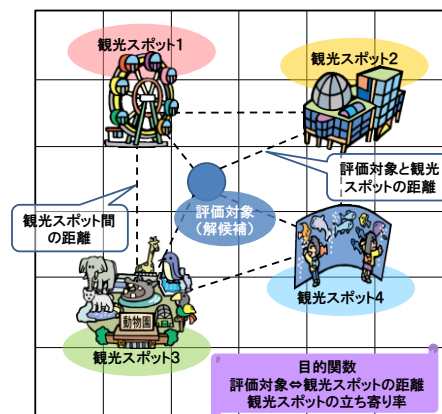 観光スポット1
観光スポット2
評価対象と観光
スポットの距離
観光スポット間
の距離
評価対象
(解候補)
動物園
観光スポット4
観光スポット3
目的関数
評価対象⇔観光スポットの距離
観光スポットの立ち寄り率